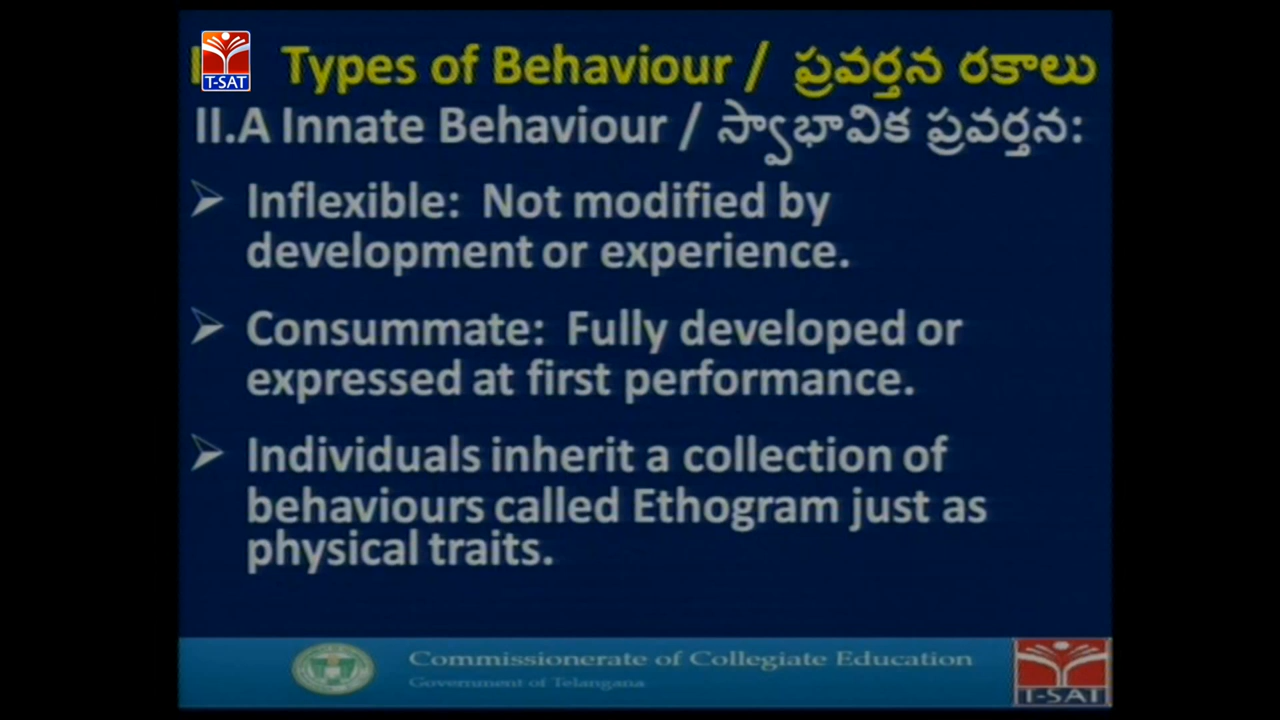 Types of Behaviour / ప్రవర్తన రకాలు
T-SAT
II.A Innate Behaviour / స్వాభావిక ప్రవర్తన:
➢ Inflexible: Not modified by
development or experience.
➢ Consummate: Fully developed or
expressed at first performance.
➢ Individuals inherit a collection of
behaviours called Ethogram just as
physical traits.
Commissionerate of Collegiate Education
Government of Telangana
T-SAT